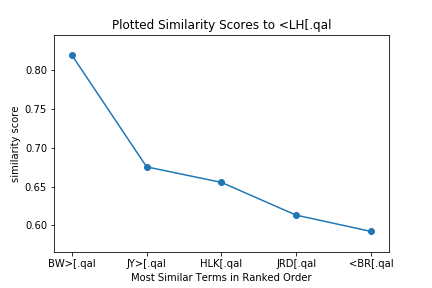 Plotted Similarity Scores to <LH[.qal
similarity score
0.80
0.75
0.70
0.65
0.60
BW>[.qal JY>[.qal HLK[.qal JRD[.qal <BR[.qal
Most Similar Terms in Ranked Order